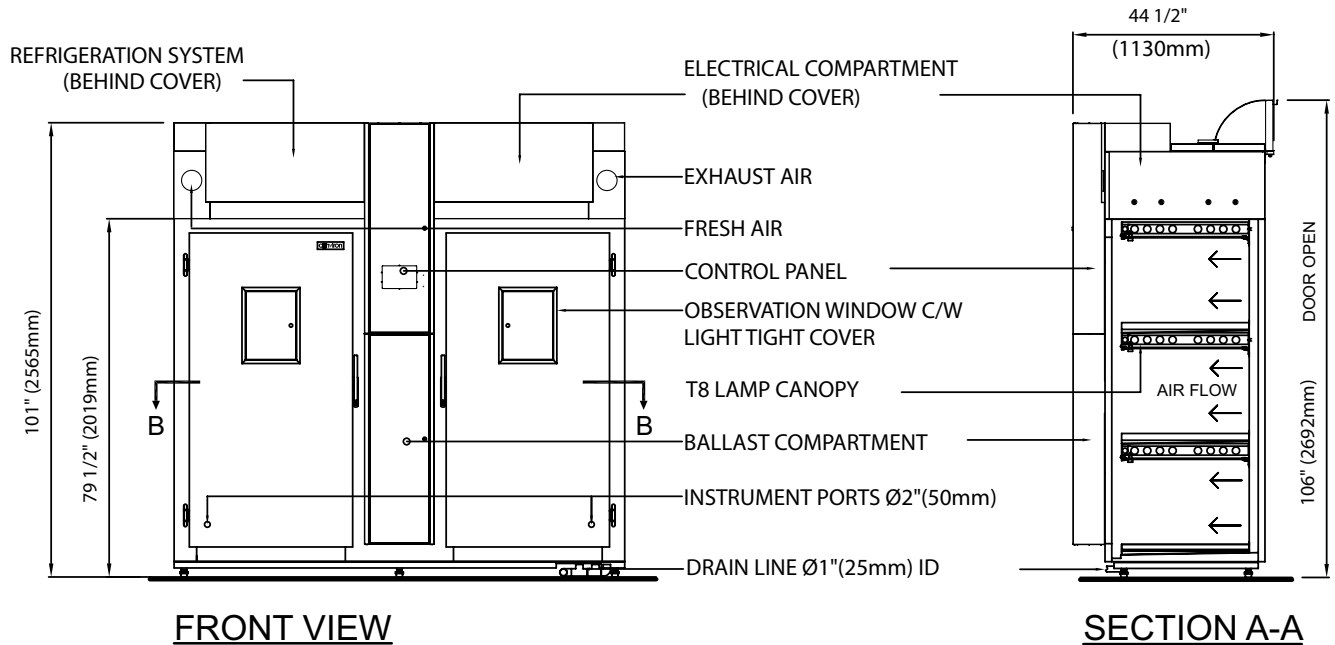 44 1/2"
(1130mm)
REFRIGERATION SYSTEM
(BEHIND COVER)
ELECTRICAL COMPARTMENT
(BEHIND COVER)
EXHAUST AIR
FRESH AIR
CONTROL PANEL
OBSERVATION WINDOW C/W
LIGHT TIGHT COVER
T8 LAMP CANOPY
BALLAST COMPARTMENT
INSTRUMENT PORTS Ø2"(50mm)
DRAIN LINE Ø1"(25mm) ID
101" (2565mm)
79 1/2" (2019mm)
B
B
AIR FLOW
DOOR OPEN
106" (2692mm)
FRONT VIEW
SECTION A-A